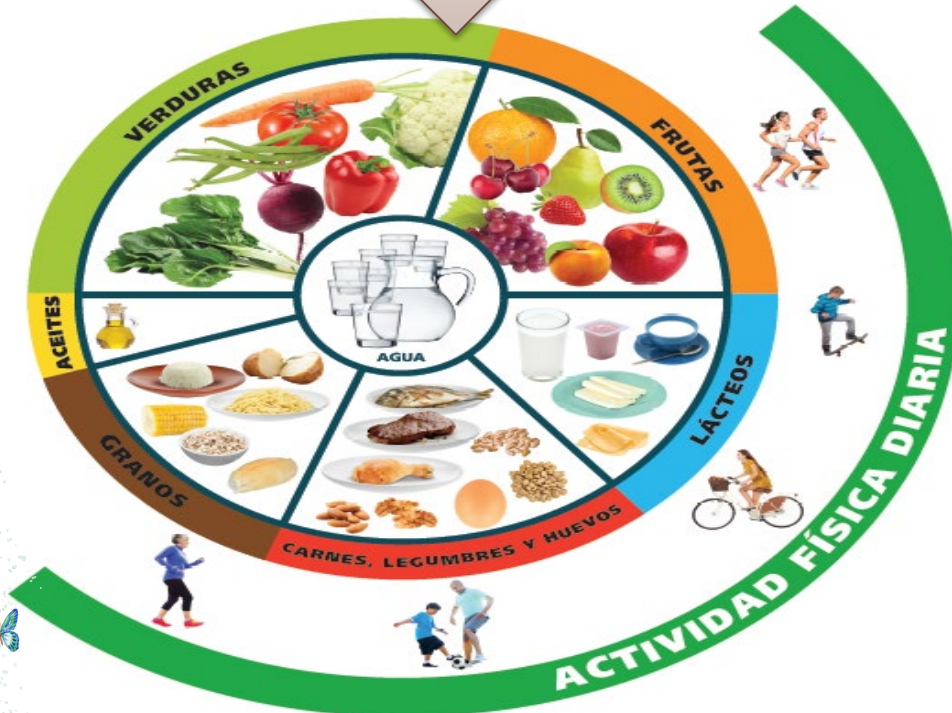 VERDURAS
FRUTAS
ACEITES
AGUA
LÁCTEOS
GRANOS
CARNES, LEGUMBRES Y HUEVOS
ACTIVIDAD FÍSICA DIARIA